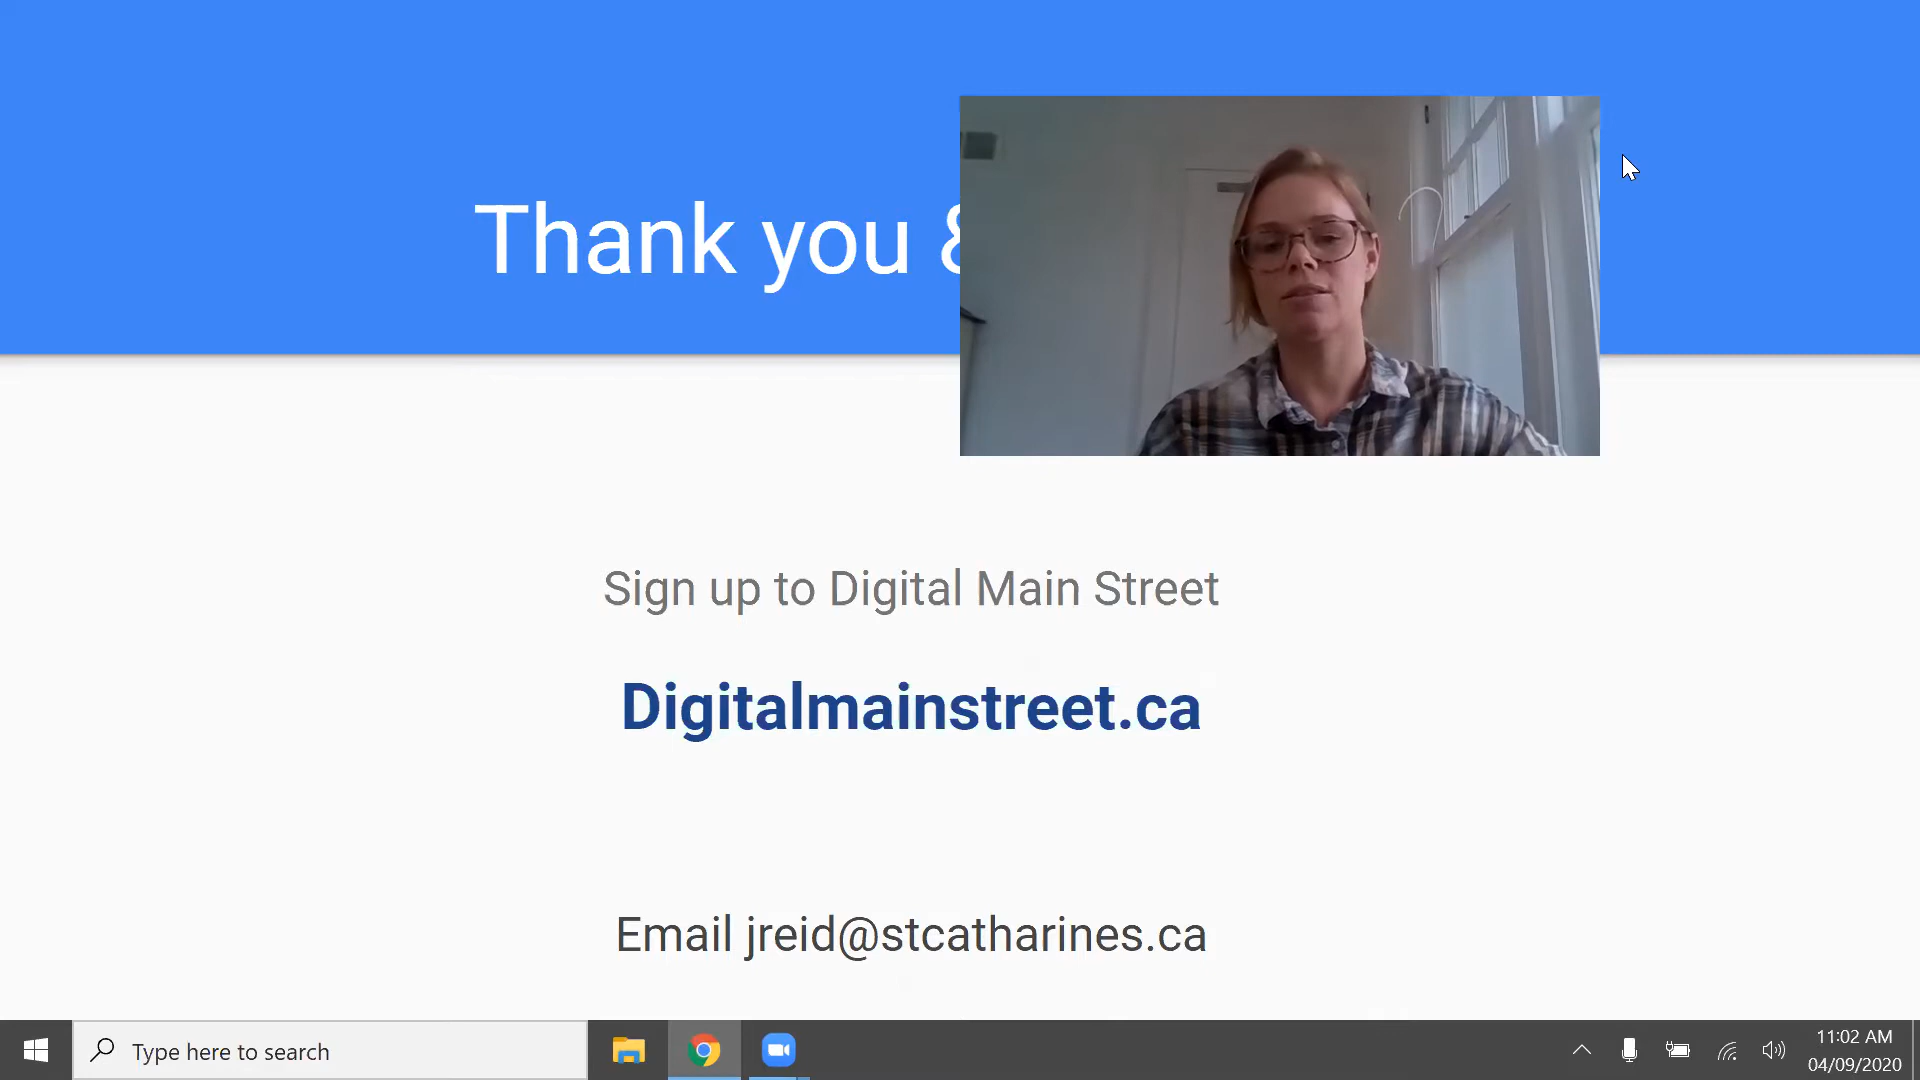 Thank you &
Sign up to Digital Main Street
Digitalmainstreet.ca
Email jreid@stcatharines.ca
Type here to search
11:02 AM
04/09/2020